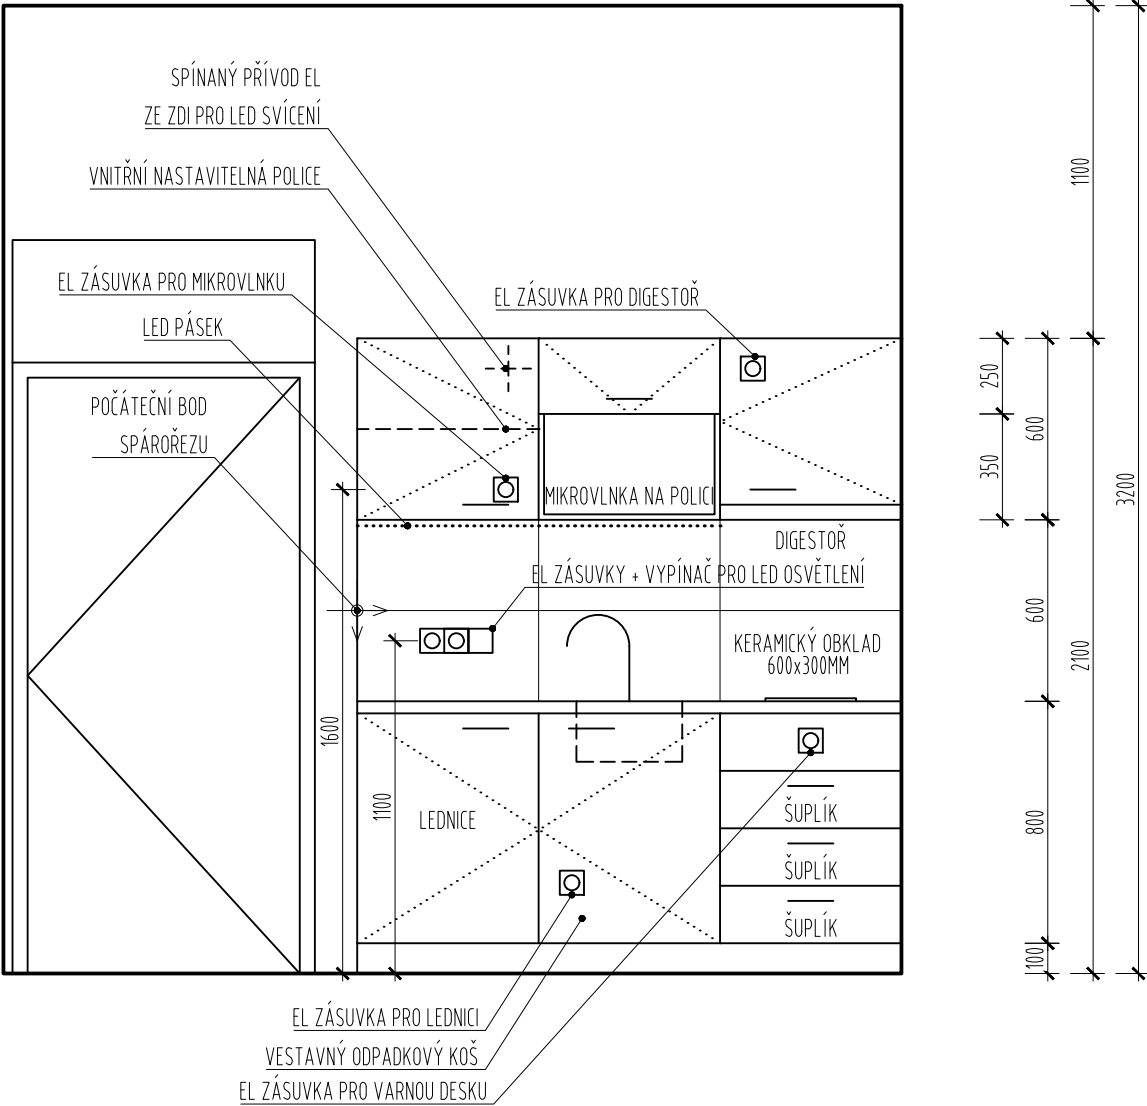 SPÍNANÝ PŘÍVOD EL
ZE ZDI PRO LED SVÍCENÍ
VNITŘNÍ NASTAVITELNÁ POLICE
EL ZÁSUVKA PRO MIKROVLNKU
EL ZÁSUVKA PRO DIGESTOŘ
LED PÁSEK
POČÁTEČNÍ BOD
SPÁROŘEZU
MIKROVLNKA NA POLICI
DIGESTOŘ
EL ZÁSUVKY + VYPÍNAČ PRO LED OSVĚTLENÍ
KERAMICKÝ OBKLAD
600x300MM
LEDNICE
ŠUPLÍK
ŠUPLÍK
ŠUPLÍK
EL ZÁSUVKA PRO LEDNICI
VESTAVNÝ ODPADKOVÝ KOŠ
EL ZÁSUVKA PRO VARNOU DESKU
1600
1100
250
350
600
600
800
100
1100
2100
3200